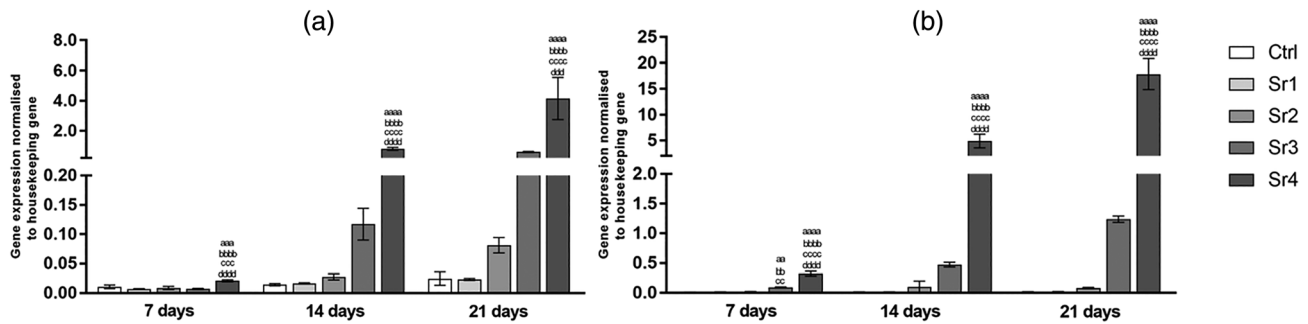 (a)
(b)
Gene expression normalised
to housekeeping gene
8.0
6.0
4.0
2.0
0.20
0.15
0.10
0.05
0.00
aaa
bbbb
ccc
dddd
aaaa
bbbb
cccc
dddd
aaaa
bbbb
cccc
ddd
7 days
14 days
21 days
Gene expression normalised
to housekeeping gene
25
20
15
10
5
2.0
1.5
1.0
0.5
0.0
aa
bb
cc
aaaa
bbbb
cccc
dddd
aaaa
bbbb
cccc
dddd
aaaa
bbbb
cccc
dddd
7 days
14 days
21 days
Ctrl
Sr1
Sr2
Sr3
Sr4